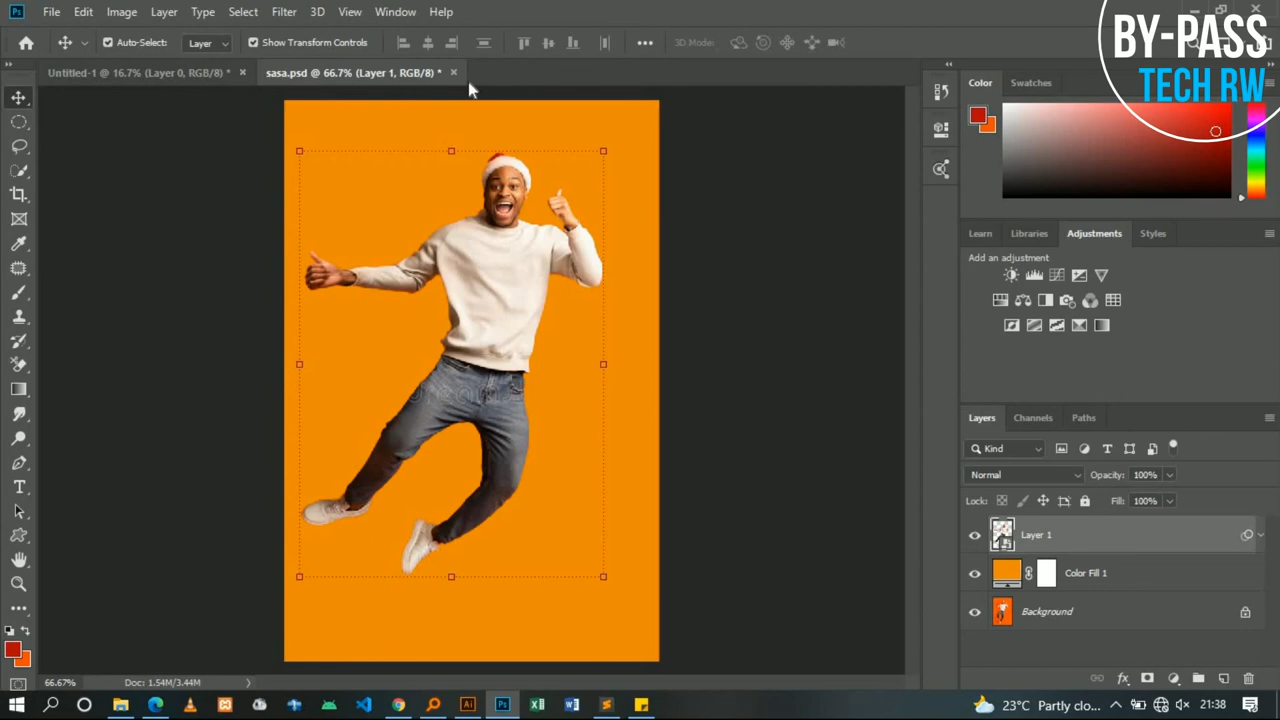 File Edit Image Layer Type Select Filter 3D View Window Help
BY-PASS
TECH RW
Auto-Select: Layer Show Transform Controls 3D Mode:
Untitled-1 @ 16.7% (Layer 0, RGB/8) * × sasa.psd @ 66.7% (Layer 1, RGB/8) * ×
Color Swatches
Learn Libraries Adjustments Styles
Add an adjustment
Layers Channels Paths
Kind
Normal Opacity: 100%
Lock: Fill: 100%
Layer 1
Color Fill 1
Background
66.67% Doc: 1.54M/3.44M
23°C Partly clo... 21:38